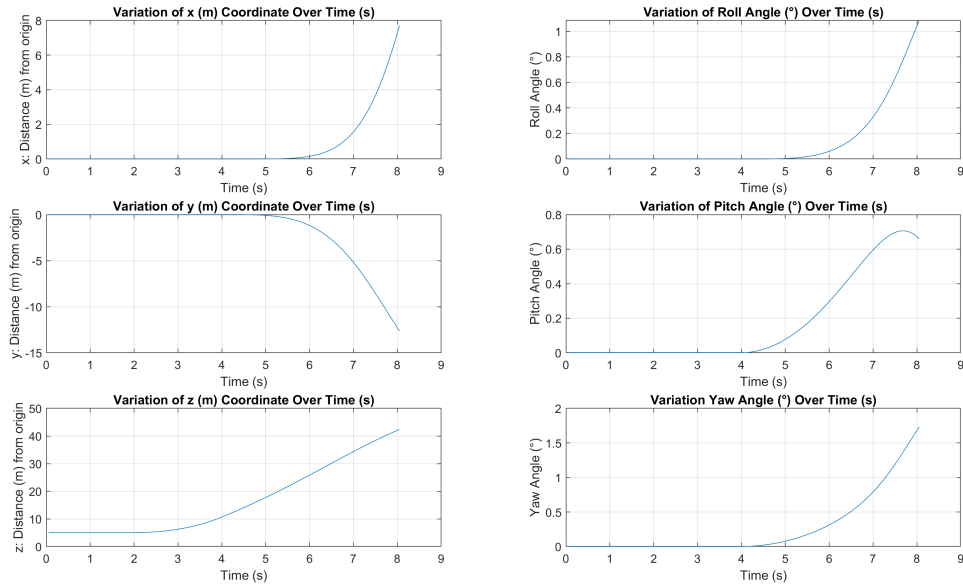 Variation of x (m) Coordinate Over Time (s)
x: Distance (m) from origin
8
6
4
2
0
0 1 2 3 4 5 6 7 8 9
Time (s)
Variation of Roll Angle (°) Over Time (s)
Roll Angle (°)
1
0.8
0.6
0.4
0.2
0
0 1 2 3 4 5 6 7 8 9
Time (s)
Variation of y (m) Coordinate Over Time (s)
y: Distance (m) from origin
0
-5
-10
-15
0 1 2 3 4 5 6 7 8 9
Time (s)
Variation of Pitch Angle (°) Over Time (s)
Pitch Angle (°)
0.8
0.6
0.4
0.2
0
0 1 2 3 4 5 6 7 8 9
Time (s)
Variation of z (m) Coordinate Over Time (s)
z: Distance (m) from origin
50
40
30
20
10
0
0 1 2 3 4 5 6 7 8 9
Time (s)
Variation Yaw Angle (°) Over Time (s)
Yaw Angle (°)
2
1.5
1
0.5
0
0 1 2 3 4 5 6 7 8 9
Time (s)